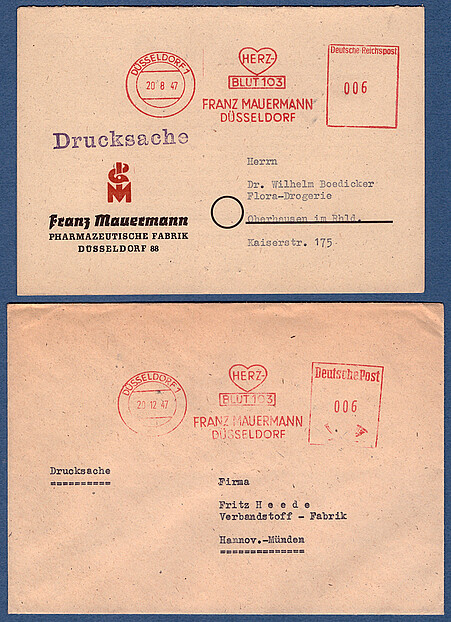 DÜSSELDORF 1
20 8 47
HERZ-
BLUT 103
FRANZ MAUERMANN
DÜSSELDORF
Deutsche Reichspost
006
Drucksache
Franz Mauermann
PHARMAZEUTISCHE FABRIK
DÜSSELDORF 88
Herrn
Dr. Wilhelm Boedicker
Flora-Drogerie
Oberhausen im Rhld.
Kaiserstr. 175
DÜSSELDORF 1
20 12 47
HERZ-
BLUT 103
FRANZ MAUERMANN
DÜSSELDORF
Deutsche Post
006
Drucksache
Firma
Fritz H e e d e
Verbandstoff - Fabrik
Hannov.-Münden